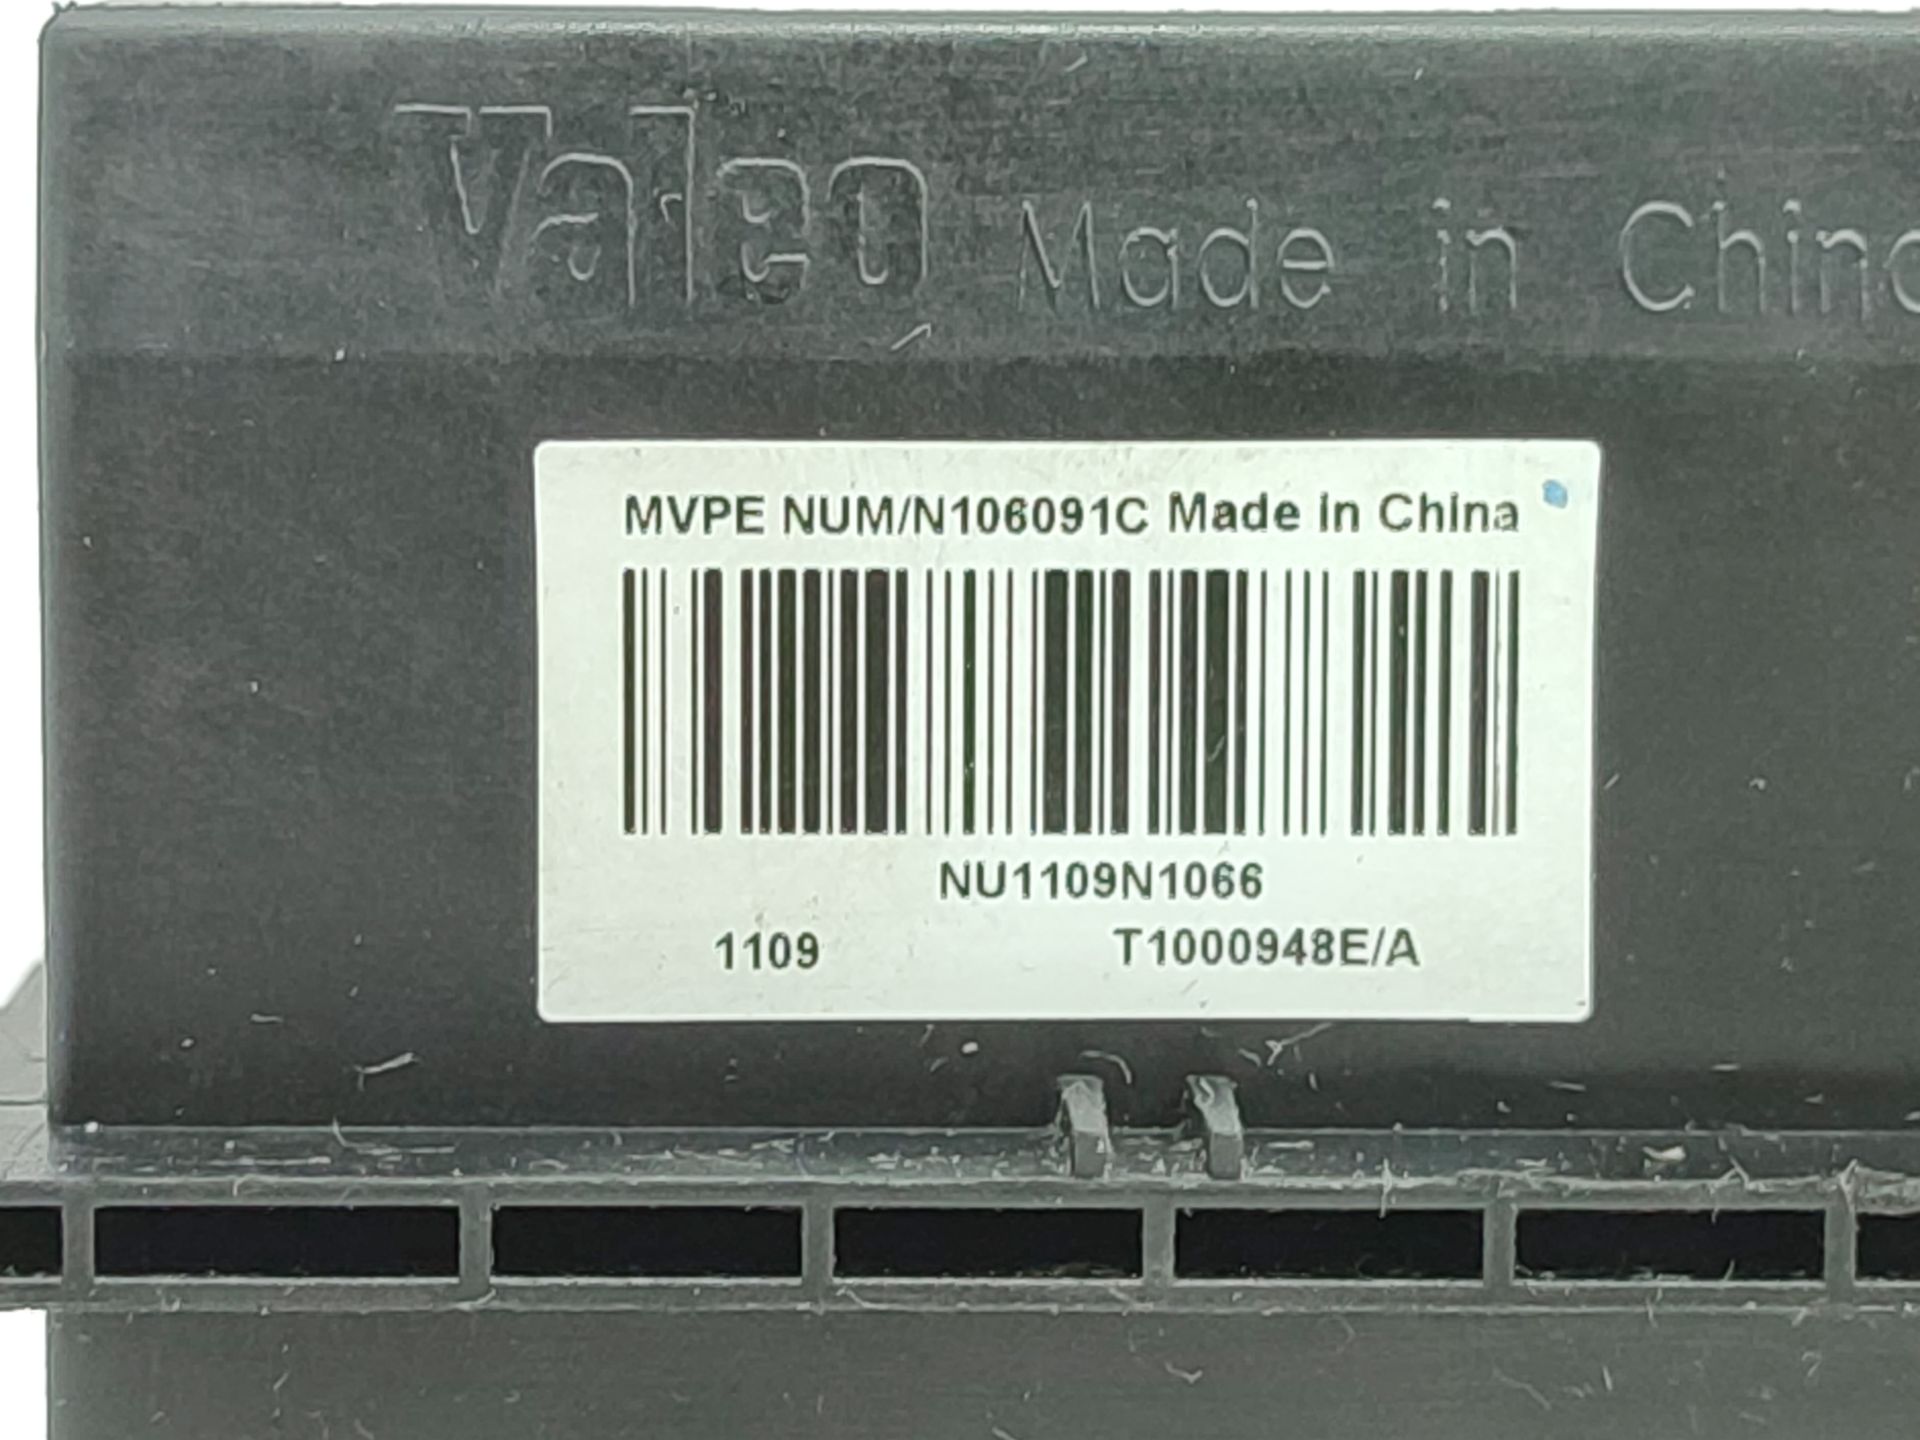 Valeo Made in China
MVPE NUM/N106091C Made in China
NU1109N1066
1109 T1000948E/A